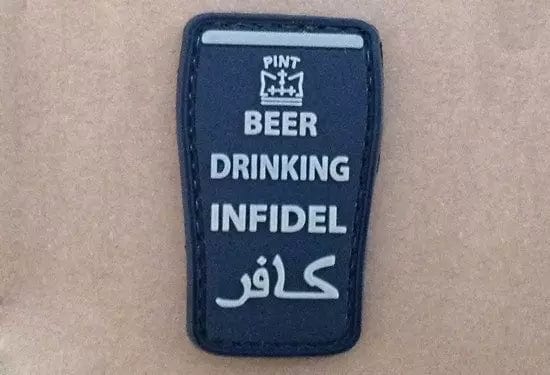 PINT
BEER
DRINKING
INFIDEL
كافر